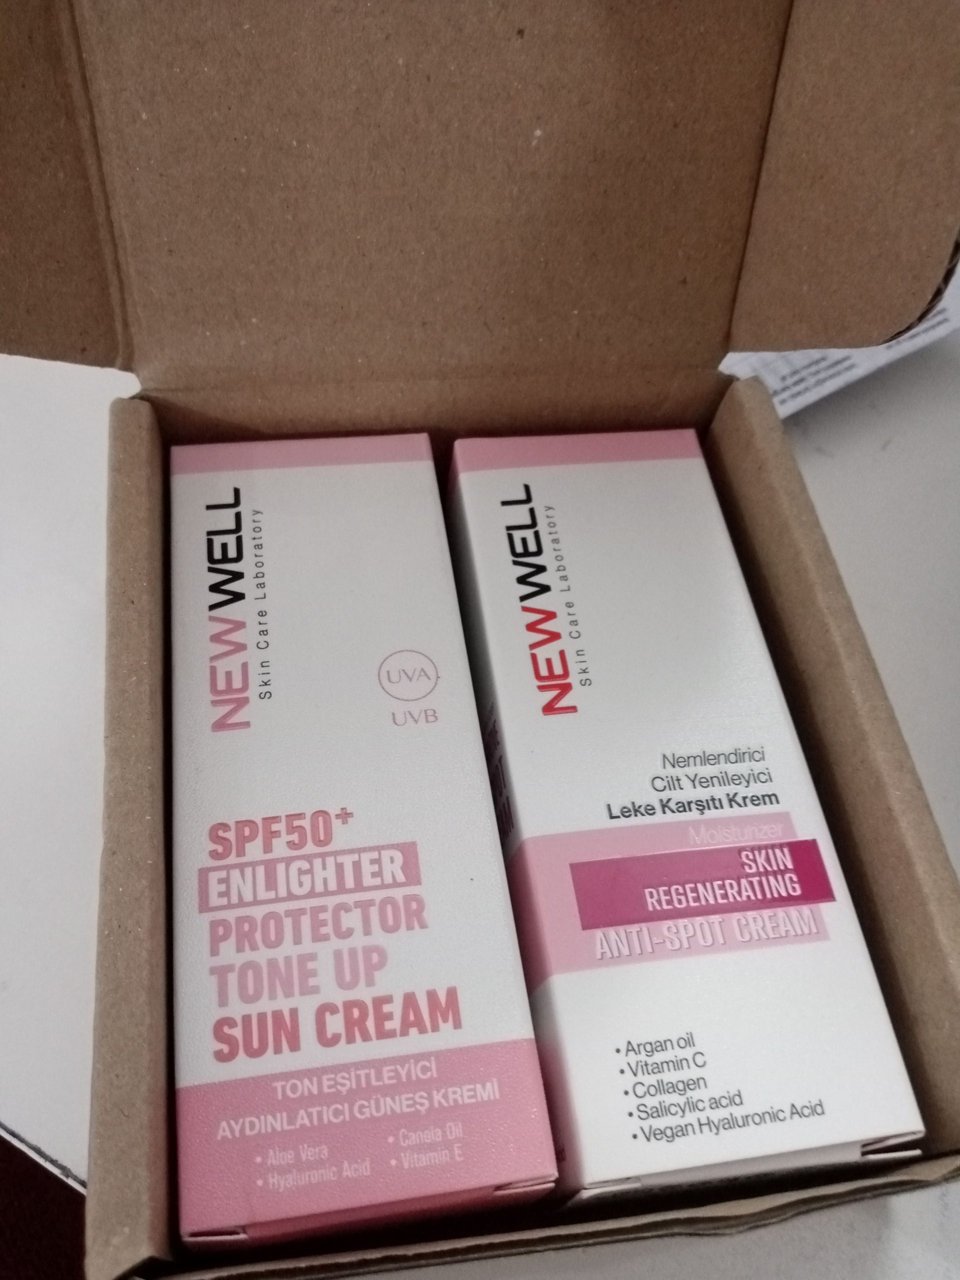 NEWWELL
Skin Care Laboratory
UVA
UVB
SPF50+
ENLIGHTER
PROTECTOR
TONE UP
SUN CREAM
TON EŞİTLEYİCİ
AYDINLATICI GÜNEŞ KREMİ
• Aloe Vera
• Hyaluronic Acid
• Canola Oil
• Vitamin E
NEWWELL
Skin Care Laboratory
Nemlendirici
Cilt Yenileyici
Leke Karşıtı Krem
Moisturizer
SKIN
REGENERATING
ANTI-SPOT CREAM
• Argan oil
• Vitamin C
• Collagen
• Salicylic acid
• Vegan Hyaluronic Acid